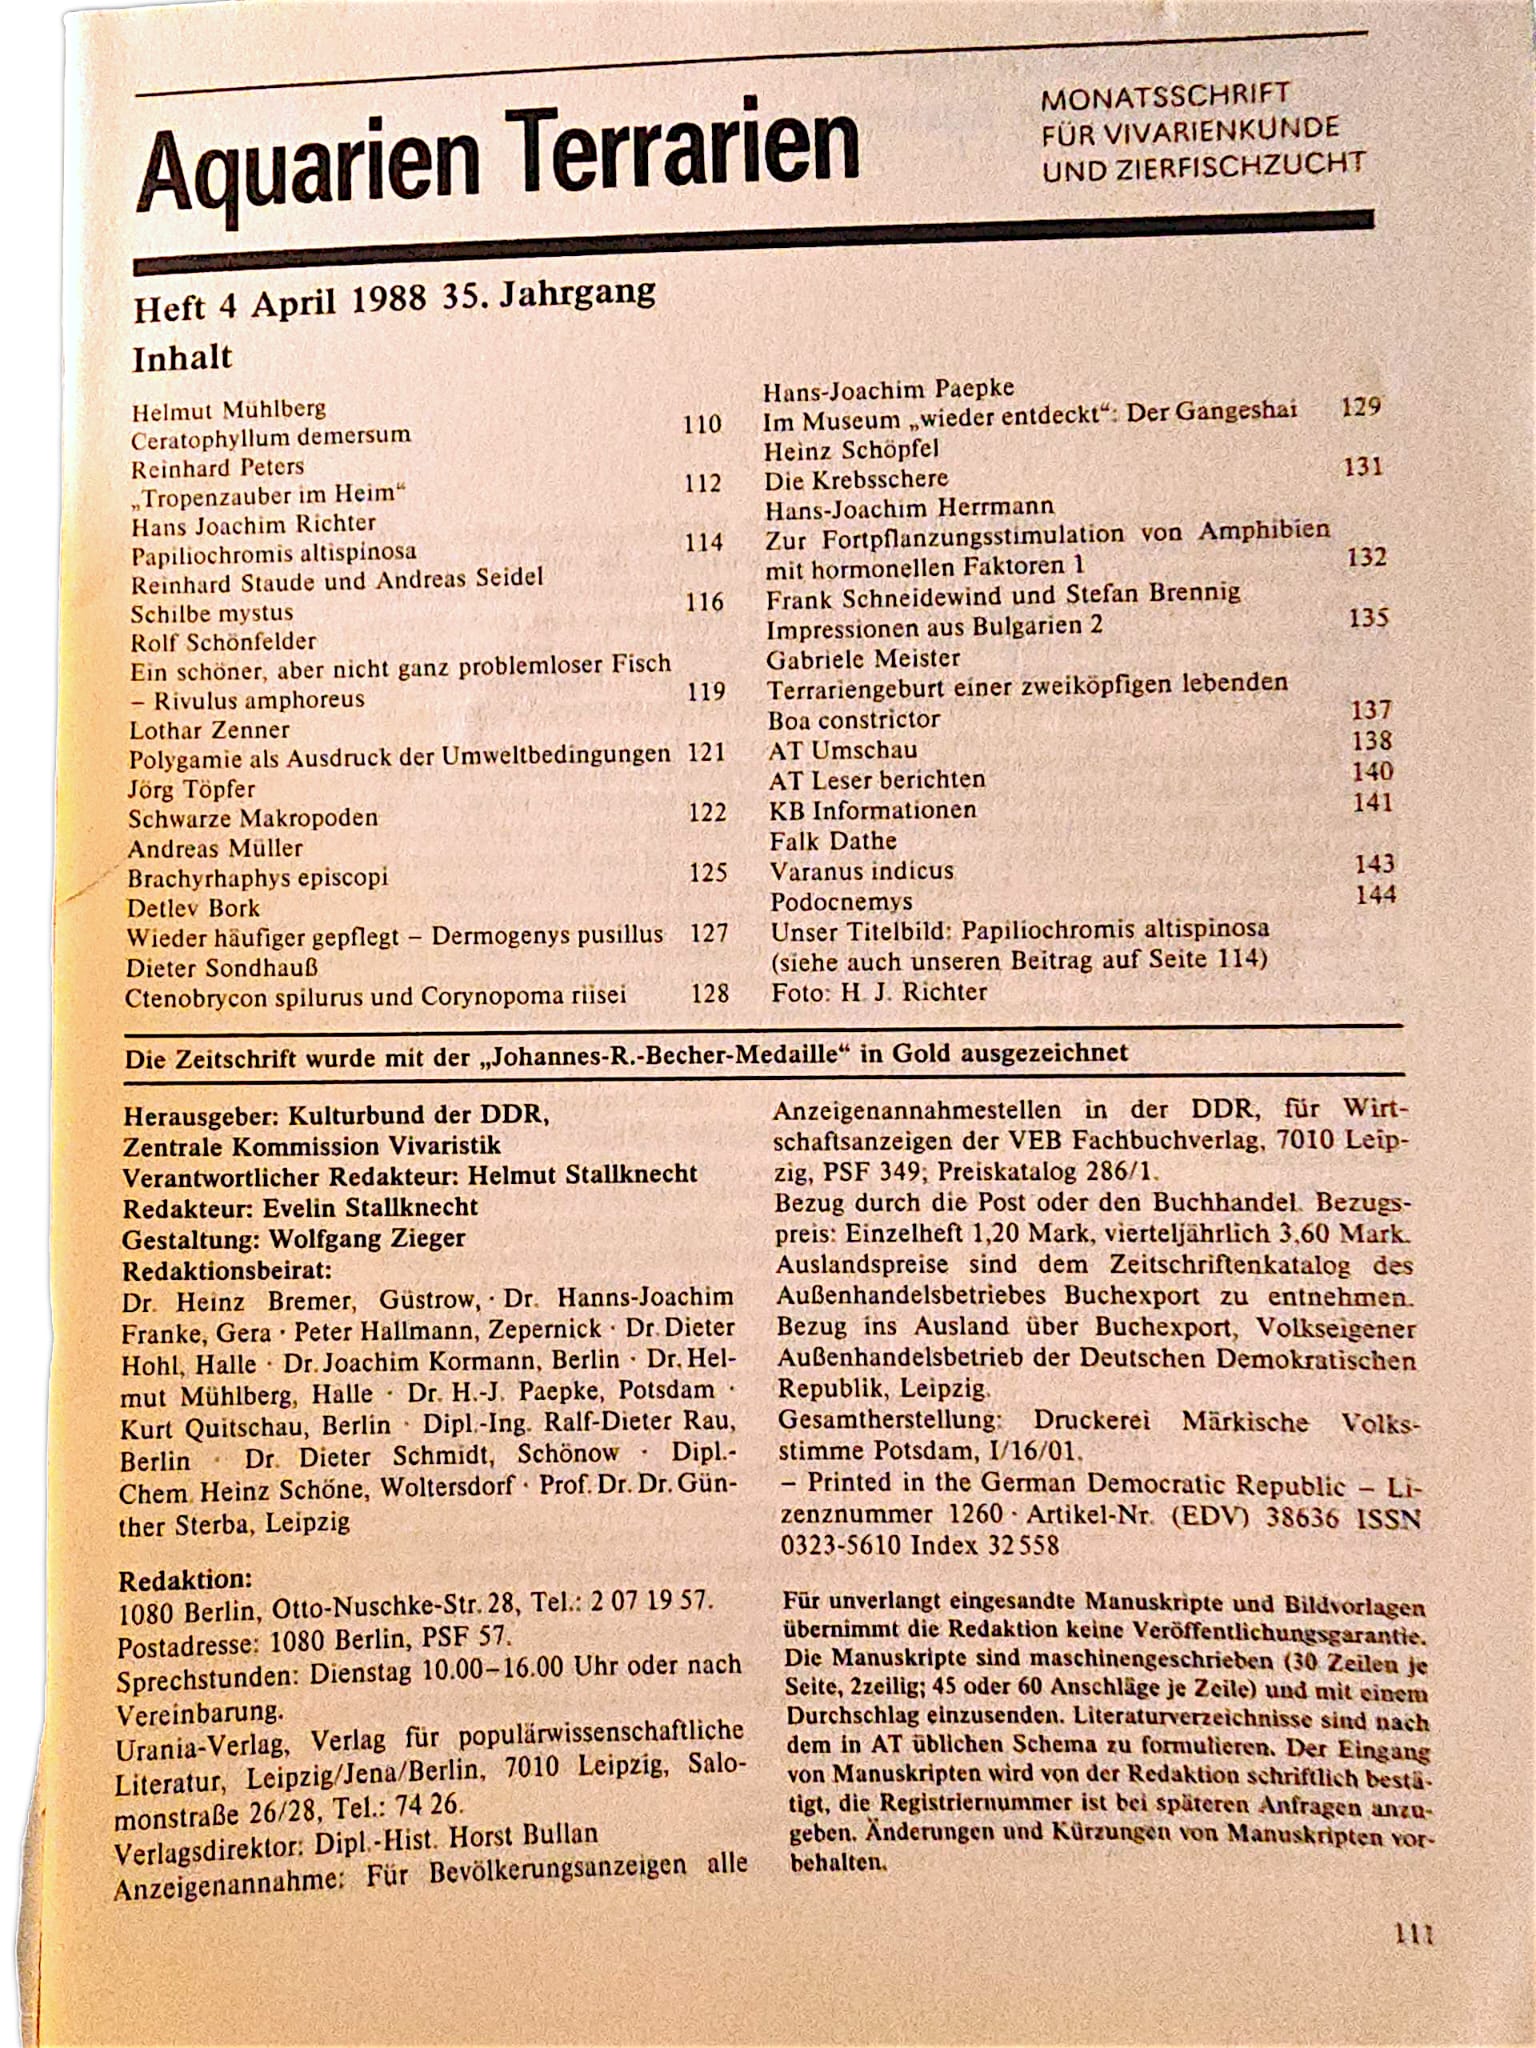 Aquarien Terrarien
MONATSSCHRIFT
FÜR VIVARIENKUNDE
UND ZIERFISCHZUCHT
Heft 4 April 1988 35. Jahrgang
Inhalt
Helmut Mühlberg
Ceratophyllum demersum 110
Reinhard Peters
„Tropenzauber im Heim“ 112
Hans Joachim Richter
Papiliochromis altispinosa 114
Reinhard Staude und Andreas Seidel
Schilbe mystus 116
Rolf Schönfelder
Ein schöner, aber nicht ganz problemloser Fisch
– Rivulus amphoreus 119
Lothar Zenner
Polygamie als Ausdruck der Umweltbedingungen 121
Jörg Töpfer
Schwarze Makropoden 122
Andreas Müller
Brachyrhaphys episcopi 125
Detlev Bork
Wieder häufiger gepflegt – Dermogenys pusillus 127
Dieter Sondhauß
Ctenobrycon spilurus und Corynopoma riisei 128
Hans-Joachim Paepke
Im Museum „wieder entdeckt“: Der Gangeshai 129
Heinz Schöpfel
Die Krebsschere 131
Hans-Joachim Herrmann
Zur Fortpflanzungsstimulation von Amphibien
mit hormonellen Faktoren 1 132
Frank Schneidewind und Stefan Brennig
Impressionen aus Bulgarien 2 135
Gabriele Meister
Terrariengeburt einer zweiköpfigen lebenden
Boa constrictor 137
AT Umschau 138
AT Leser berichten 140
KB Informationen 141
Falk Dathe
Varanus indicus 143
Podocnemys 144
Unser Titelbild: Papiliochromis altispinosa
(siehe auch unseren Beitrag auf Seite 114)
Foto: H. J. Richter
Die Zeitschrift wurde mit der „Johannes-R.-Becher-Medaille“ in Gold ausgezeichnet
Herausgeber: Kulturbund der DDR,
Zentrale Kommission Vivaristik
Verantwortlicher Redakteur: Helmut Stallknecht
Redakteur: Evelin Stallknecht
Gestaltung: Wolfgang Zieger
Redaktionsbeirat:
Dr. Heinz Bremer, Güstrow, · Dr. Hanns-Joachim
Franke, Gera · Peter Hallmann, Zepernick · Dr. Dieter
Hohl, Halle · Dr. Joachim Kormann, Berlin · Dr. Hel-
mut Mühlberg, Halle · Dr. H.-J. Paepke, Potsdam ·
Kurt Quitschau, Berlin · Dipl.-Ing. Ralf-Dieter Rau,
Berlin · Dr. Dieter Schmidt, Schönow · Dipl.-
Chem. Heinz Schöne, Woltersdorf · Prof. Dr. Dr. Gün-
ther Sterba, Leipzig
Redaktion:
1080 Berlin, Otto-Nuschke-Str. 28, Tel.: 2 07 19 57.
Postadresse: 1080 Berlin, PSF 57.
Sprechstunden: Dienstag 10.00–16.00 Uhr oder nach
Vereinbarung.
Urania-Verlag, Verlag für populärwissenschaftliche
Literatur, Leipzig/Jena/Berlin, 7010 Leipzig, Salo-
monstraße 26/28, Tel.: 74 26.
Verlagsdirektor: Dipl.-Hist. Horst Bullan
Anzeigenannahme: Für Bevölkerungsanzeigen alle
Anzeigenannahmestellen in der DDR, für Wirt-
schaftsanzeigen der VEB Fachbuchverlag, 7010 Leip-
zig, PSF 349; Preiskatalog 286/1.
Bezug durch die Post oder den Buchhandel. Bezugs-
preis: Einzelheft 1,20 Mark, vierteljährlich 3,60 Mark.
Auslandspreise sind dem Zeitschriftenkatalog des
Außenhandelsbetriebes Buchexport zu entnehmen.
Bezug ins Ausland über Buchexport, Volkseigener
Außenhandelsbetrieb der Deutschen Demokratischen
Republik, Leipzig.
Gesamtherstellung: Druckerei Märkische Volks-
stimme Potsdam, I/16/01.
– Printed in the German Democratic Republic – Li-
zenznummer 1260 · Artikel-Nr. (EDV) 38636 ISSN
0323-5610 Index 32 558
Für unverlangt eingesandte Manuskripte und Bildvorlagen
übernimmt die Redaktion keine Veröffentlichungsgarantie.
Die Manuskripte sind maschinengeschrieben (30 Zeilen je
Seite, 2zeilig; 45 oder 60 Anschläge je Zeile) und mit einem
Durchschlag einzusenden. Literaturverzeichnisse sind nach
dem in AT üblichen Schema zu formulieren. Der Eingang
von Manuskripten wird von der Redaktion schriftlich bestä-
tigt, die Registriernummer ist bei späteren Anfragen anzu-
geben. Änderungen und Kürzungen von Manuskripten vor-
behalten.
111